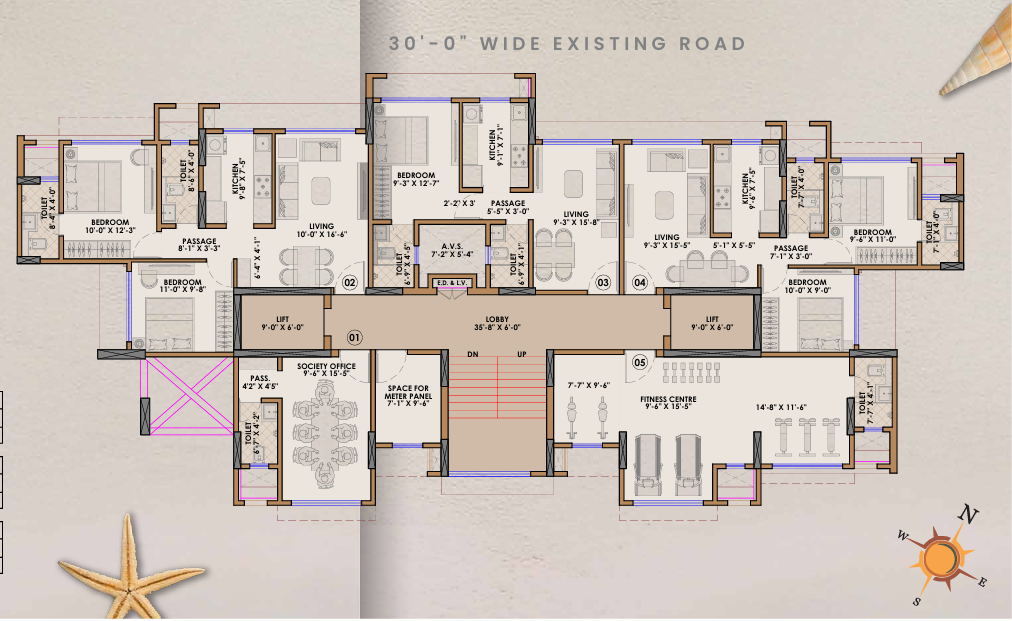 30'-0" WIDE EXISTING ROAD
BEDROOM
10'-0" X 12'-3"
TOILET
8'-4" X 4'-0"
TOILET
8'-6" X 4'-0"
KITCHEN
9'-8" X 7'-5"
LIVING
10'-0" X 16'-6"
PASSAGE
8'-1" X 3'-3"
6'-4" X 4'-1"
BEDROOM
11'-0" X 9'-8"
02
BEDROOM
9'-3" X 12'-7"
KITCHEN
9'-1" X 7'-1"
2'-2" X 3'
PASSAGE
5'-5" X 3'-0"
LIVING
9'-3" X 15'-8"
TOILET
6'-9" X 4'-5"
A.V.S.
7'-2" X 5'-4"
TOILET
6'-9" X 4'-1"
E.D. & L.V.
03
LIVING
9'-3" X 15'-5"
KITCHEN
9'-6" X 7'-5"
TOILET
7'-7" X 4'-0"
BEDROOM
9'-6" X 11'-0"
TOILET
7'-1" X 4'-0"
5'-1" X 5'-5"
PASSAGE
7'-1" X 3'-0"
BEDROOM
10'-0" X 9'-0"
04
LIFT
9'-0" X 6'-0"
LOBBY
35'-8" X 6'-0"
LIFT
9'-0" X 6'-0"
01
DN
UP
05
SOCIETY OFFICE
9'-6" X 15'-5"
PASS.
4'2" X 4'5"
TOILET
6'-7" X 4'-2"
SPACE FOR
METER PANEL
7'-1" X 9'-6"
7'-7" X 9'-6"
FITNESS CENTRE
9'-6" X 15'-5"
14'-8" X 11'-6"
TOILET
7'-7" X 4'-1"
N
W
E
S